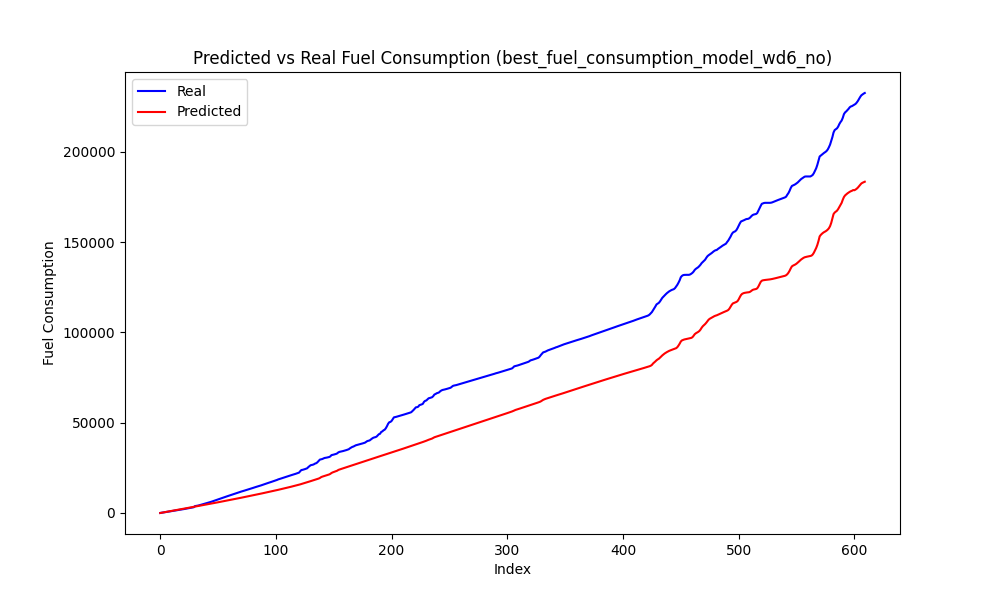 Predicted vs Real Fuel Consumption (best_fuel_consumption_model_wd6_no)
Real
Predicted
200000
150000
100000
50000
0
Fuel Consumption
0 100 200 300 400 500 600
Index